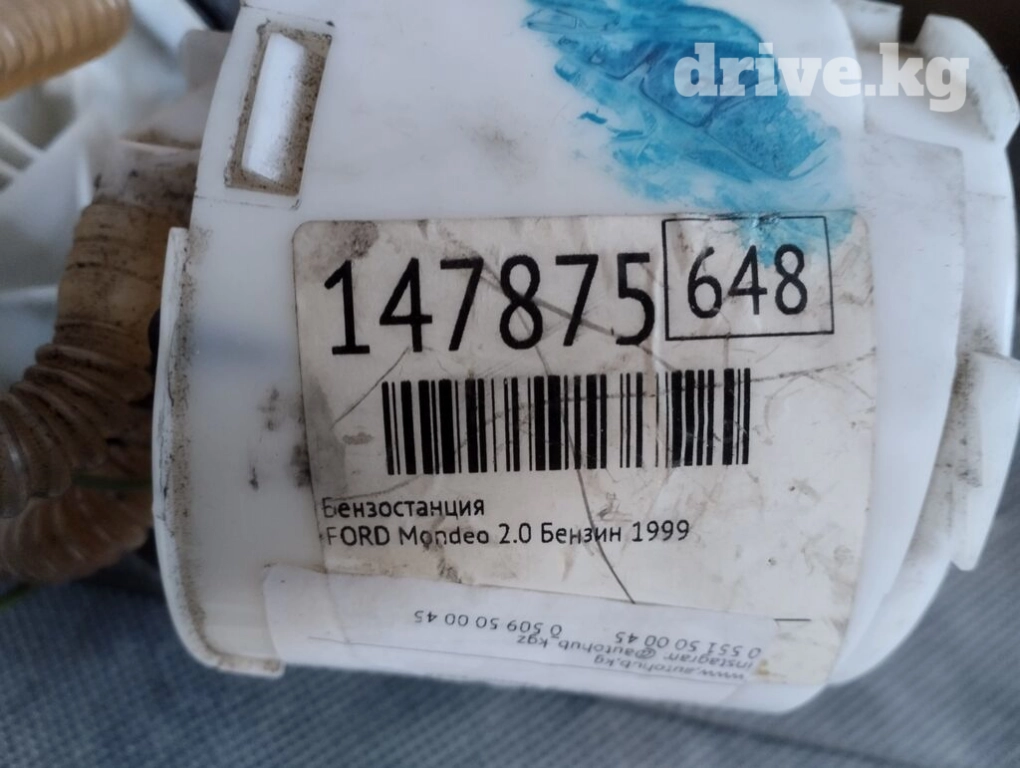 drive.kg
147875 648
Бензостанция
FORD Mondeo 2.0 Бензин 1999
www.autohub.kg
instagram: @autohub_kgz
0 551 50 00 45 0 509 50 00 45